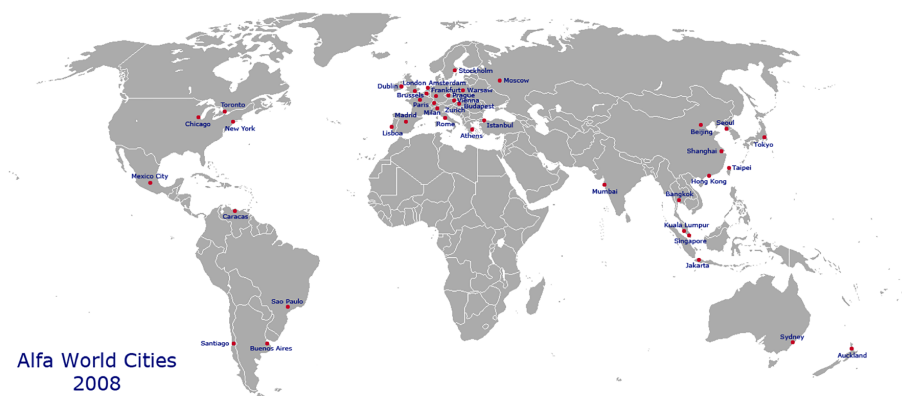 Stockholm
Moscow
Dublin
London
Amsterdam
Brussels
Frankfurt
Warsaw
Prague
Paris
Vienna
Zurich
Budapest
Milan
Madrid
Rome
Istanbul
Lisboa
Athens
Toronto
Chicago
New York
Mexico City
Caracas
Sao Paulo
Santiago
Buenos Aires
Beijing
Seoul
Tokyo
Shanghai
Taipei
Hong Kong
Mumbai
Bangkok
Kuala Lumpur
Singapore
Jakarta
Sydney
Auckland
Alfa World Cities
2008